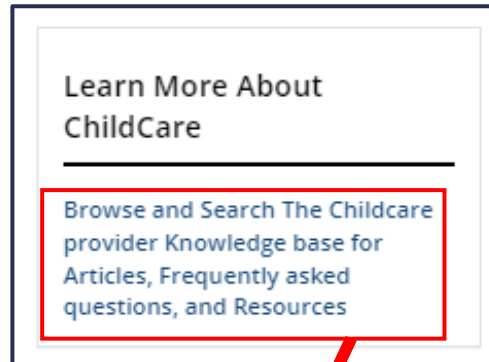 Learn More About
ChildCare
Browse and Search The Childcare
provider Knowledge base for
Articles, Frequently asked
questions, and Resources